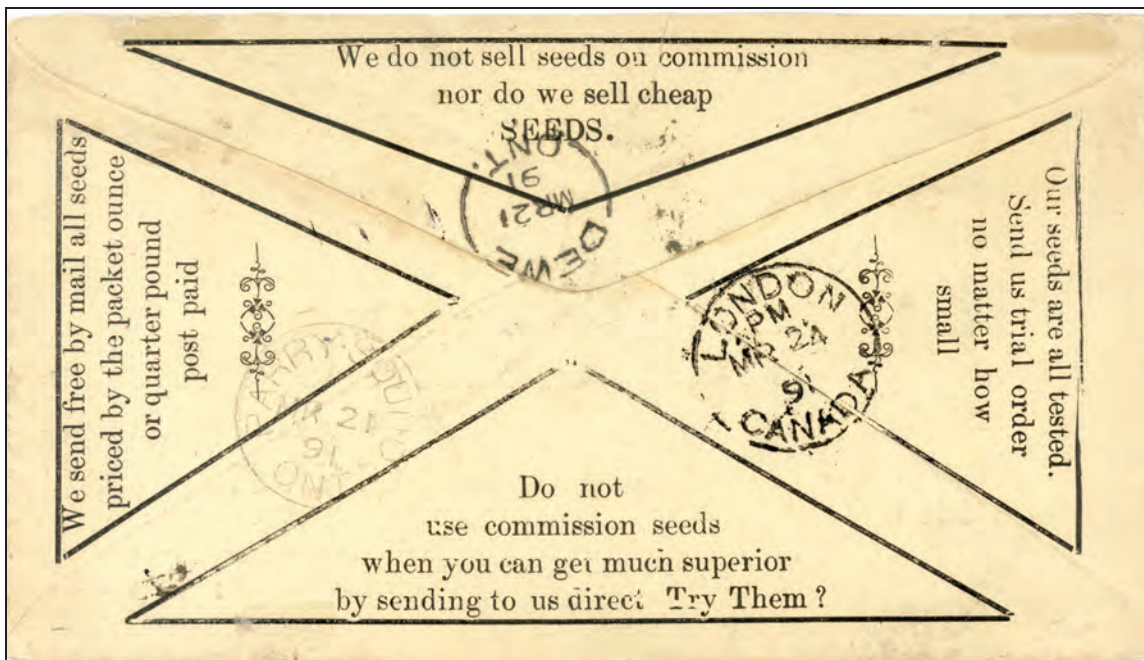 We do not sell seeds on commission
nor do we sell cheap
SEEDS.
We send free by mail all seeds
priced by the packet ounce
or quarter pound
post paid
Our seeds are all tested.
Send us trial order
no matter how
small
Do not
use commission seeds
when you can get much superior
by sending to us direct Try Them ?
DEWE
MR 21
91
ONT.
LONDON
PM
MR 24
91
CANADA
MR 21
91
ONT